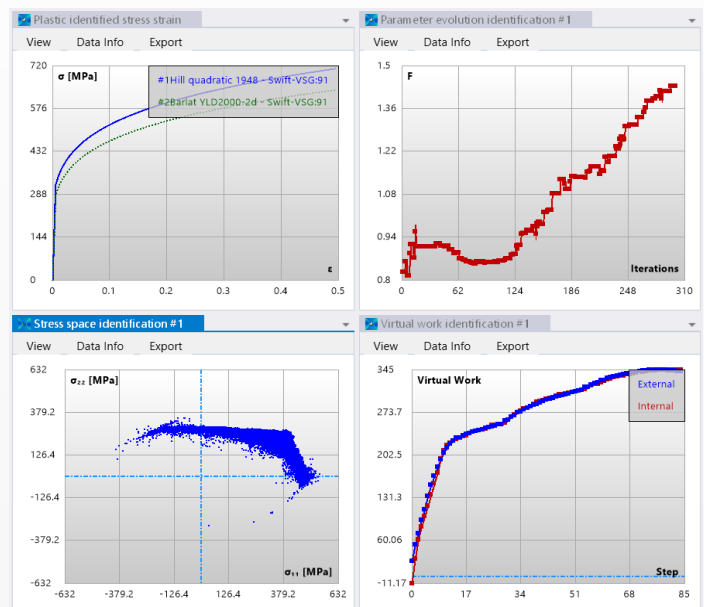 Plastic identified stress strain
View Data Info Export
720
576
432
288
144
0
σ [MPa]
#1Hill quadratic 1948 - Swift-VSG:91
#2Barlat YLD2000-2d - Swift-VSG:91
ε
0 0.1 0.2 0.3 0.4 0.5
Parameter evolution identification #1
View Data Info Export
1.5
1.36
1.22
1.08
0.94
0.8
F
Iterations
0 62 124 186 248 310
Stress space identification #1
View Data Info Export
632
379.2
126.4
-126.4
-379.2
-632
σ₂₂ [MPa]
σ₁₁ [MPa]
-632 -379.2 -126.4 126.4 379.2 632
Virtual work identification #1
View Data Info Export
345
273.7
202.5
131.3
60.06
-11.17
Virtual Work
External
Internal
Step
0 17 34 51 68 85